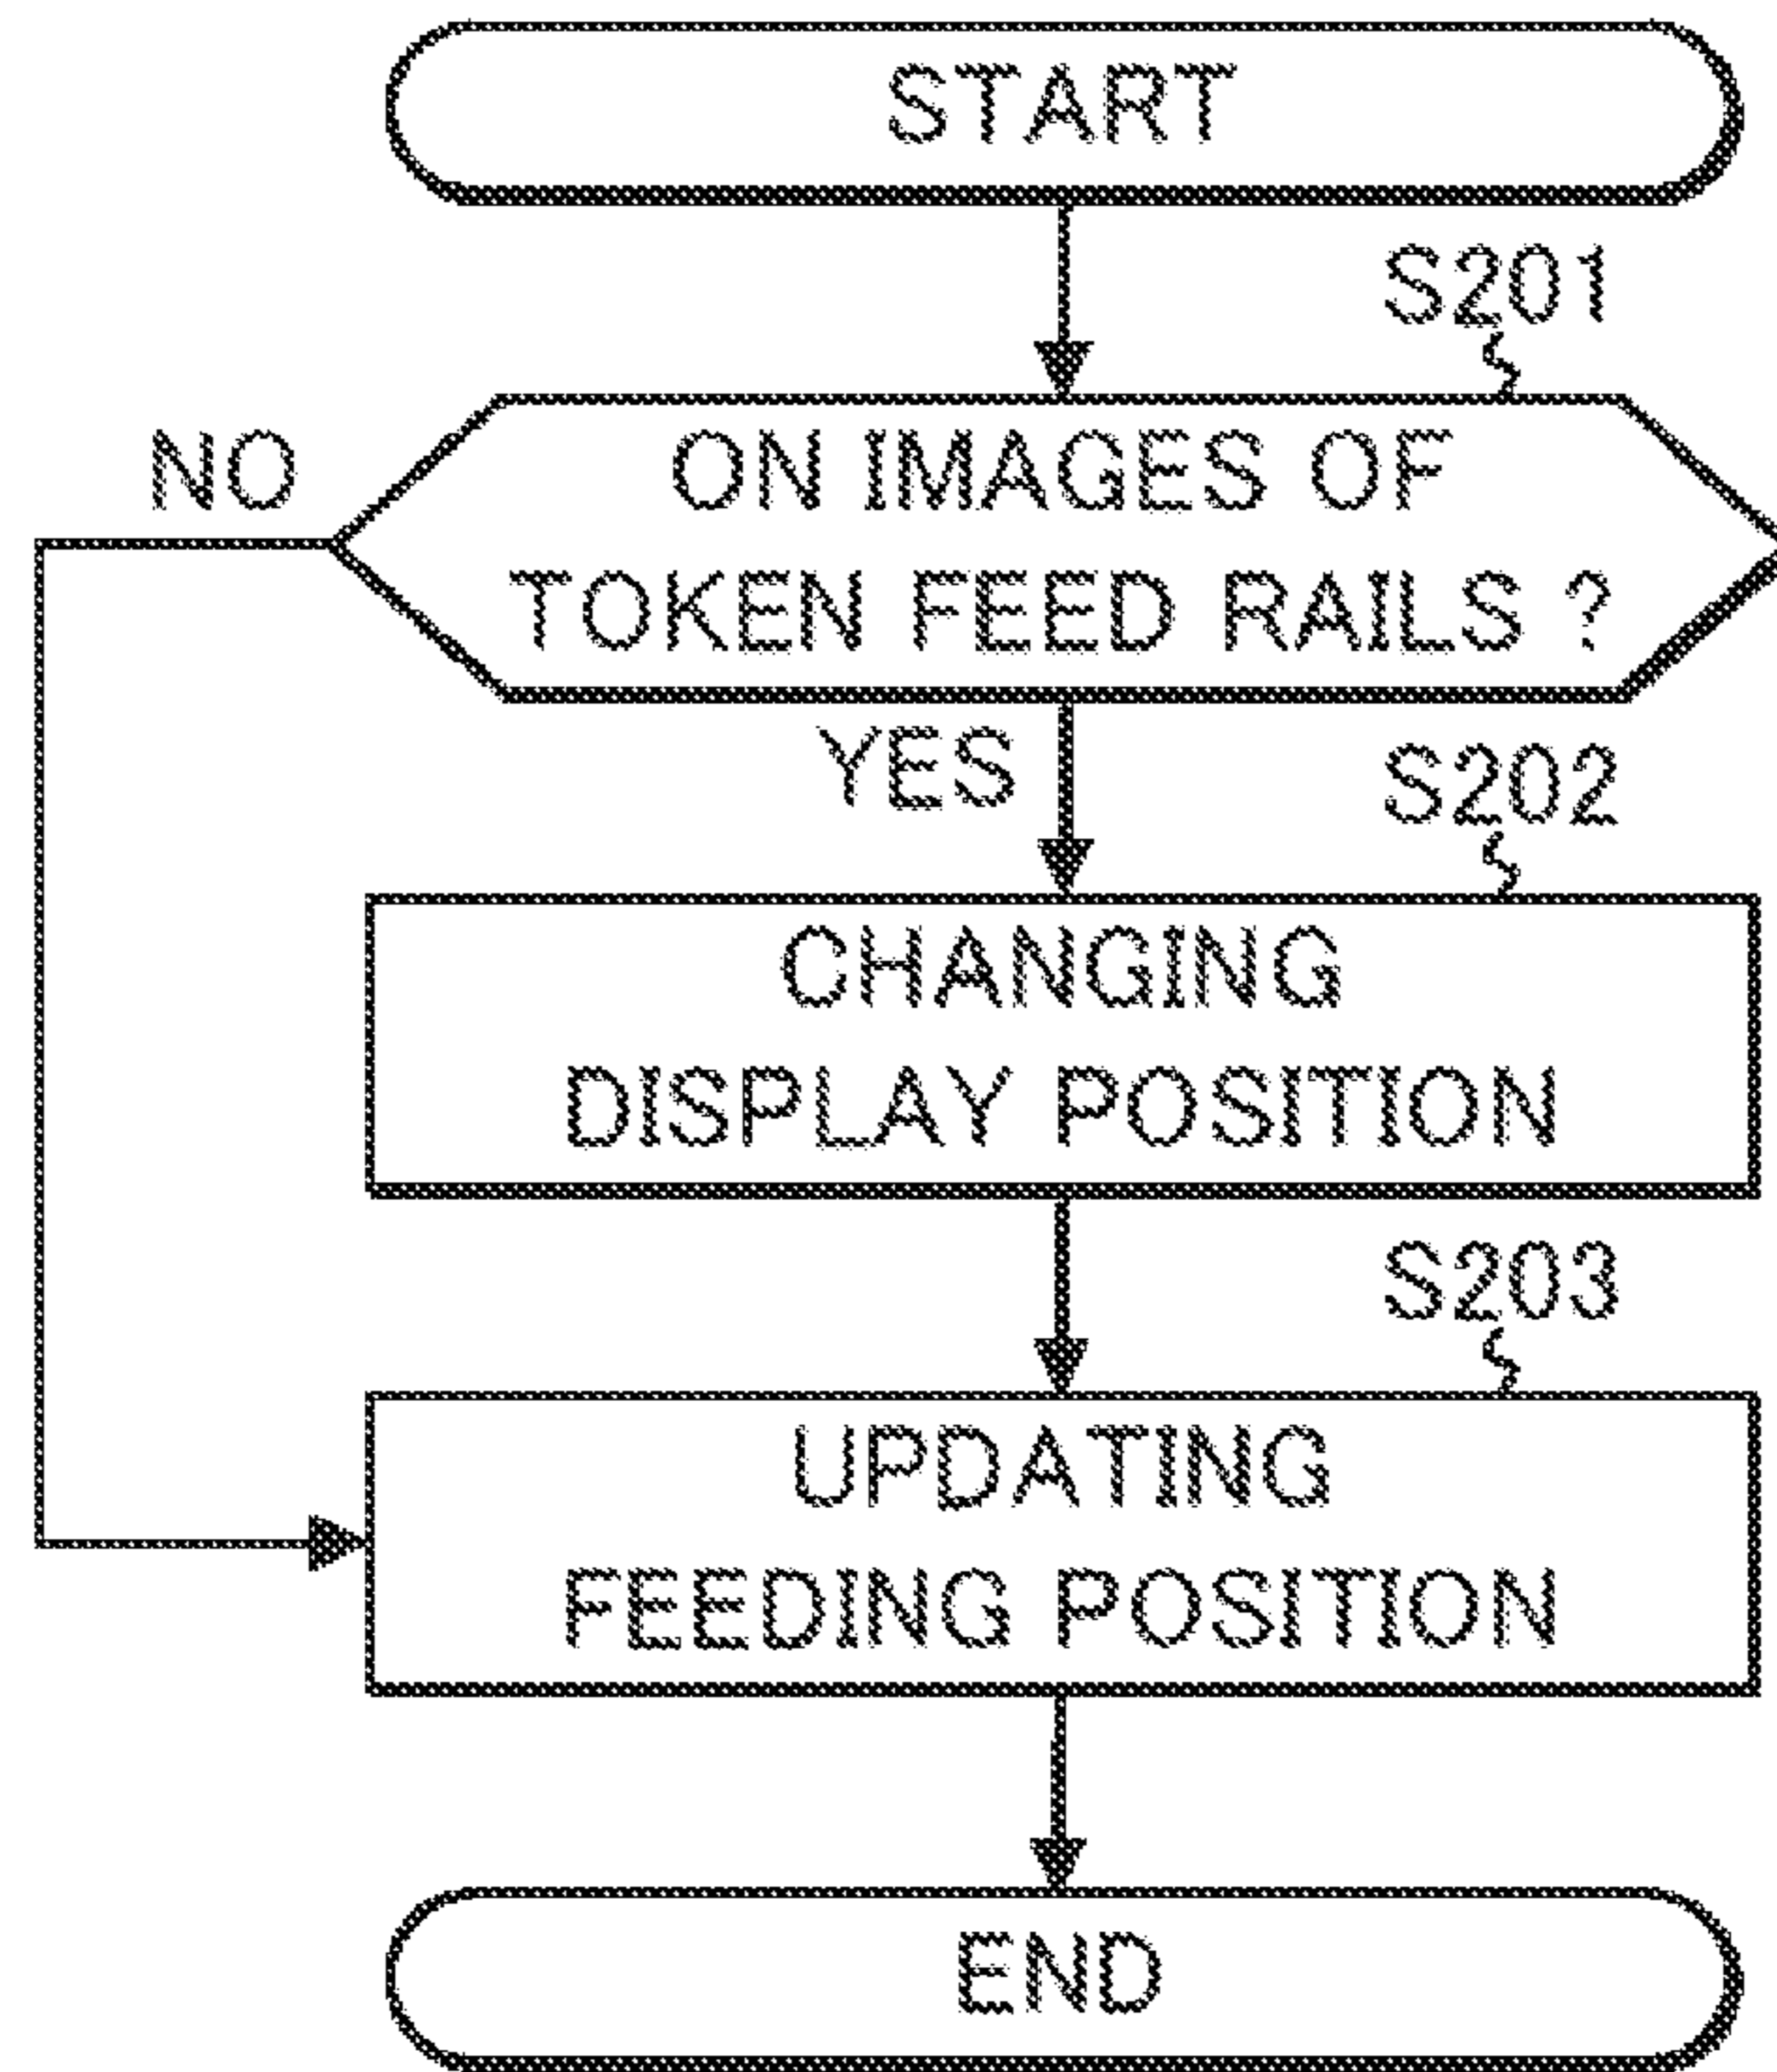 START
S201
NO
ON IMAGES OF
TOKEN FEED RAILS ?
YES
S202
CHANGING
DISPLAY POSITION
S203
UPDATING
FEEDING POSITION
END